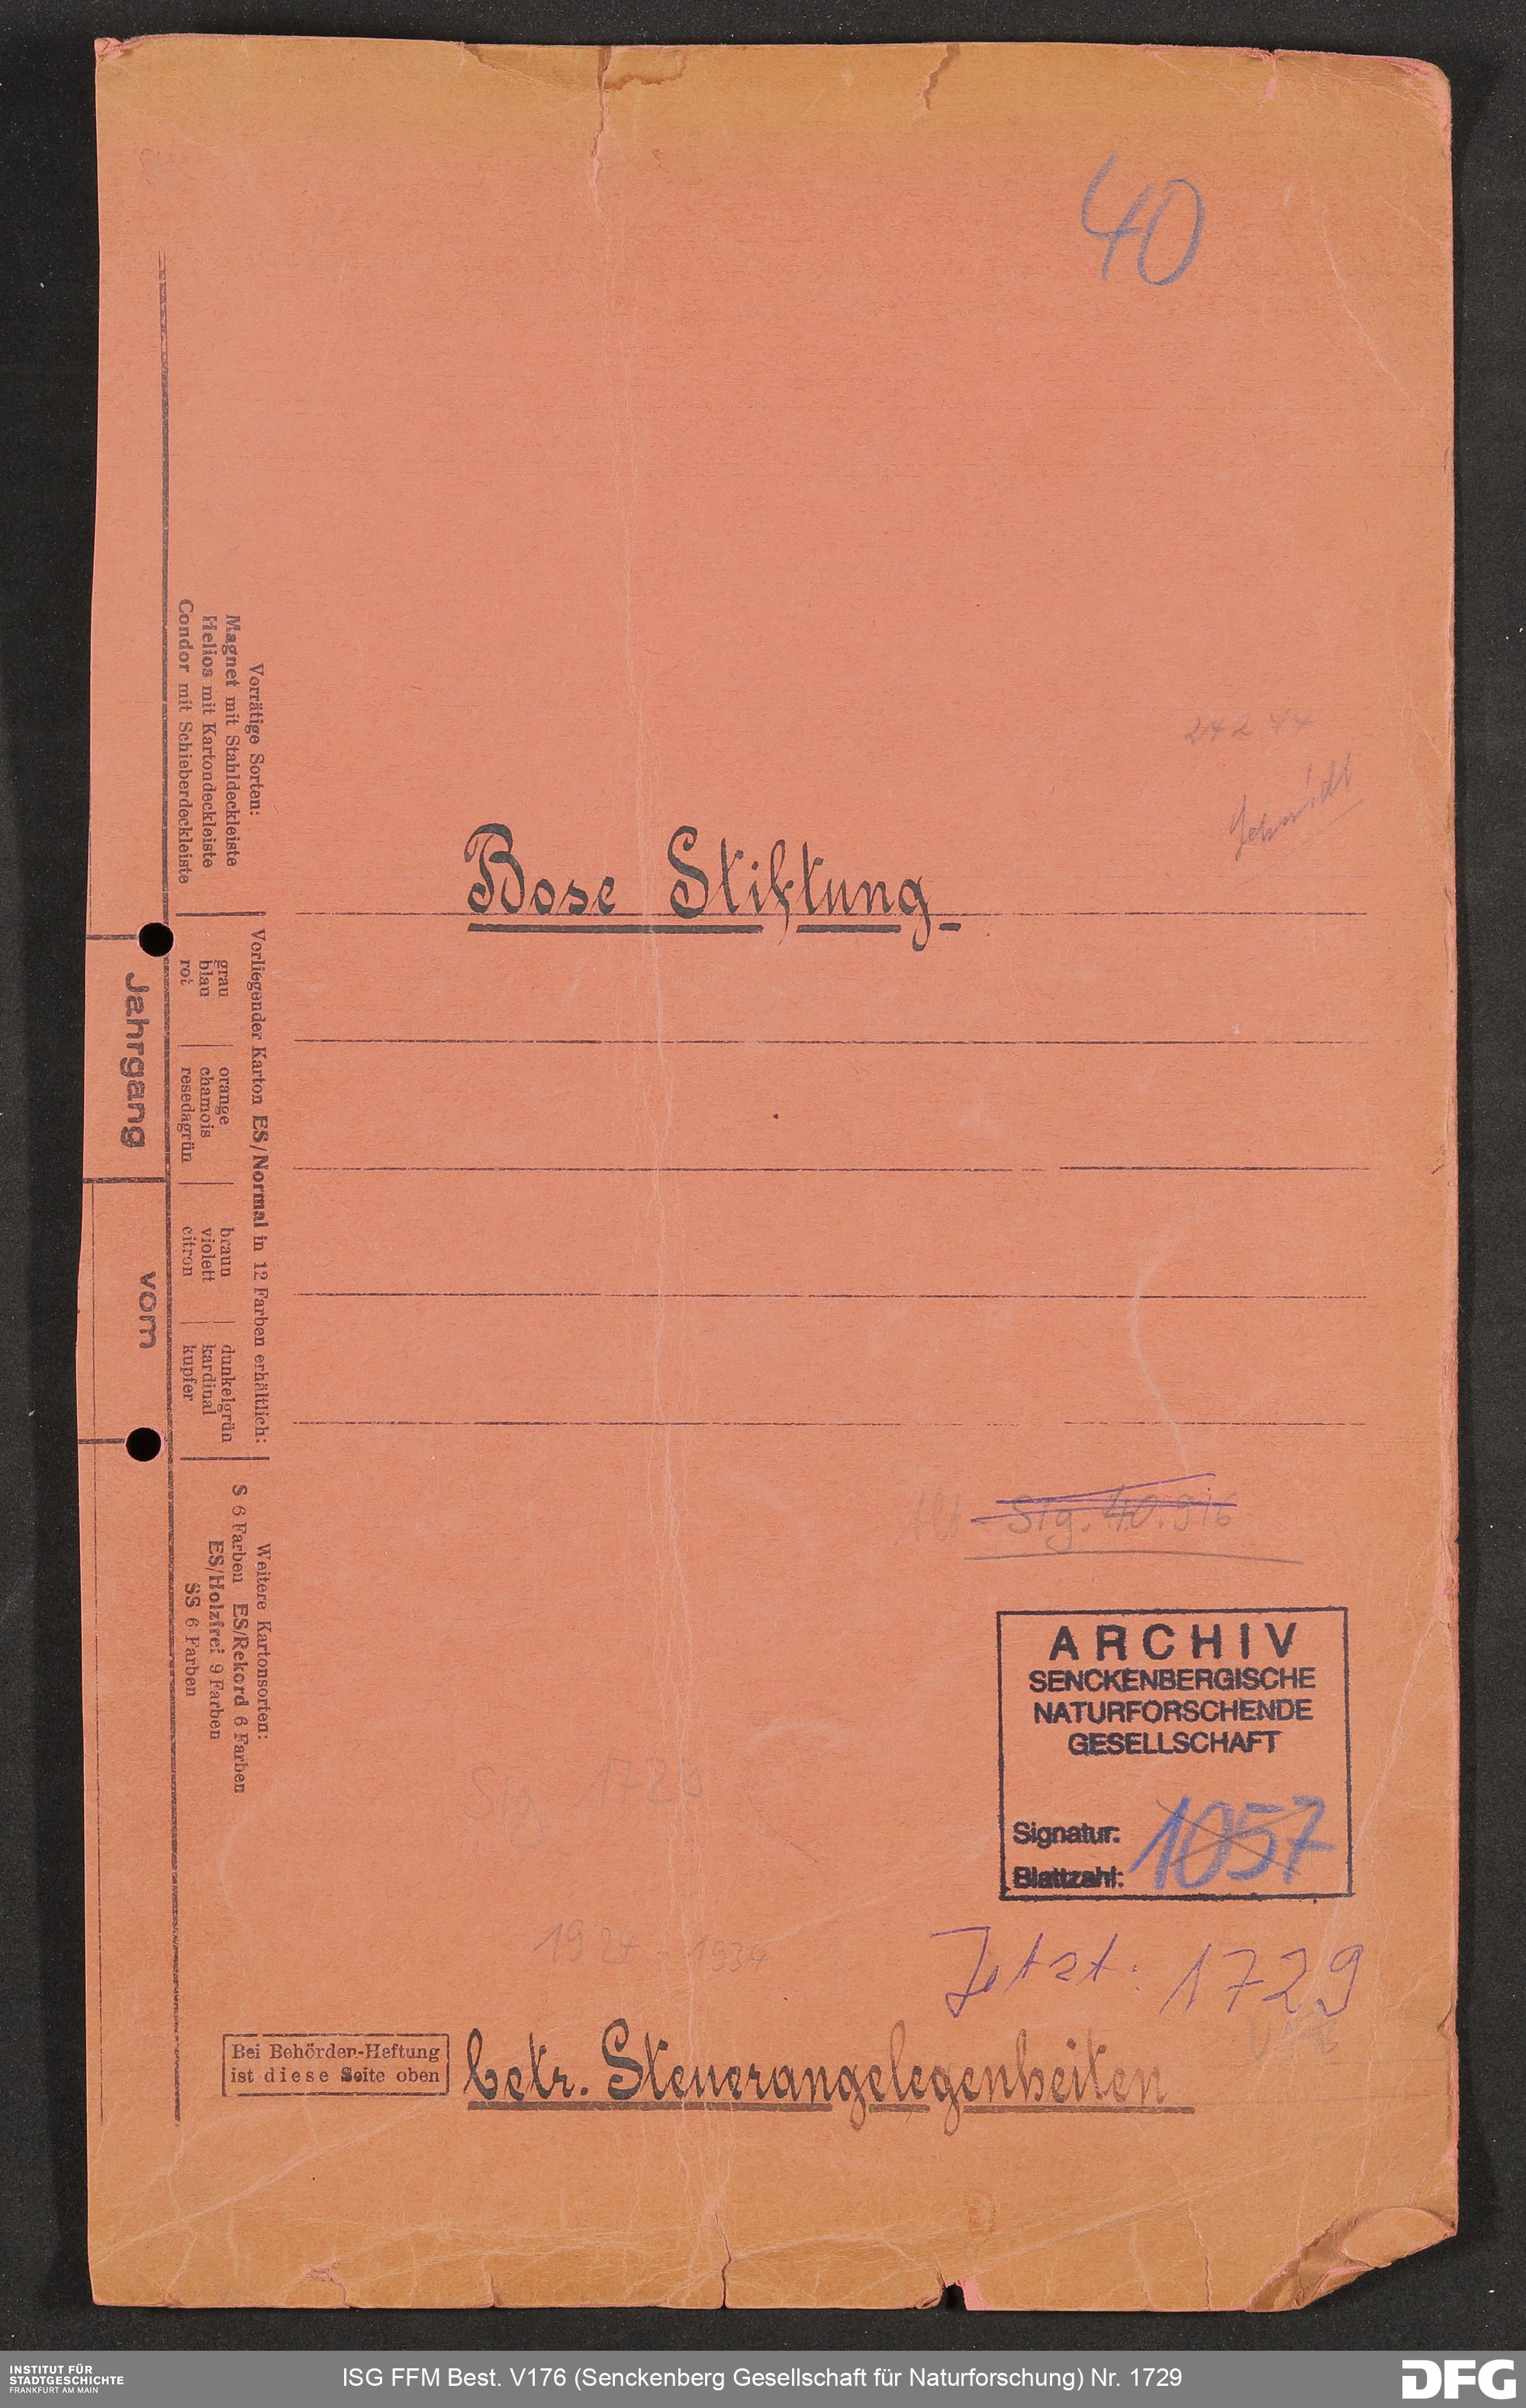 40
24244
Schmidt
Bose Stiftung
Vorrätige Sorten:
Magnet mit Stahldeckleiste
Helios mit Kartondeckleiste
Condor mit Schieberdeckleiste
Vorliegender Karton ES/Normal in 12 Farben erhältlich:
grau orange braun dunkelgrün
blau chamois violett kardinal
rot resedagrün citron kupfer
Weitere Kartonsorten:
S 6 Farben ES/Rekord 6 Farben
ES/Holzfrei 9 Farben
SS 6 Farben
Jahrgang
vom
Sig. 40.916
ARCHIV
SENCKENBERGISCHE
NATURFORSCHENDE
GESELLSCHAFT
Signatur: 1057
Blattzahl:
Sig
1924-1934
Jetzt: 1729
Bei Behörden-Heftung
ist diese Seite oben
betr. Steuerangelegenheiten
INSTITUT FÜR
STADTGESCHICHTE
FRANKFURT AM MAIN
ISG FFM Best. V176 (Senckenberg Gesellschaft für Naturforschung) Nr. 1729
DFG